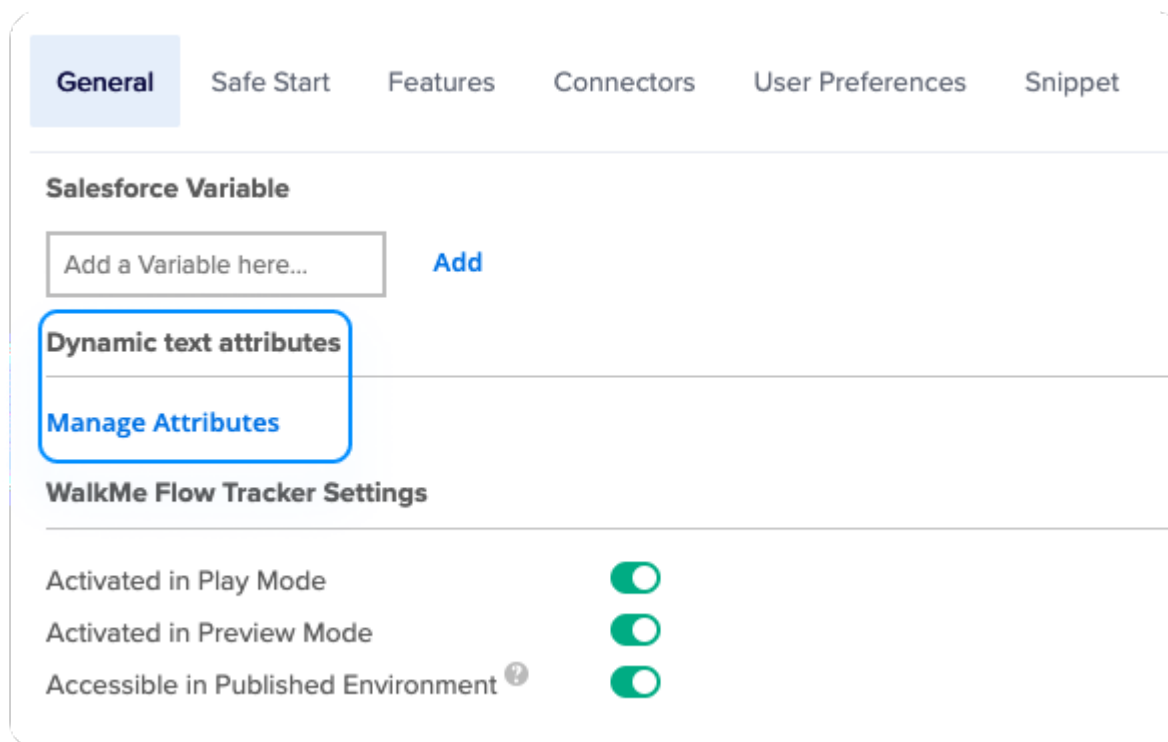 General Safe Start Features Connectors User Preferences Snippet
Salesforce Variable
Add a Variable here... Add
Dynamic text attributes
Manage Attributes
WalkMe Flow Tracker Settings
Activated in Play Mode
Activated in Preview Mode
Accessible in Published Environment ?